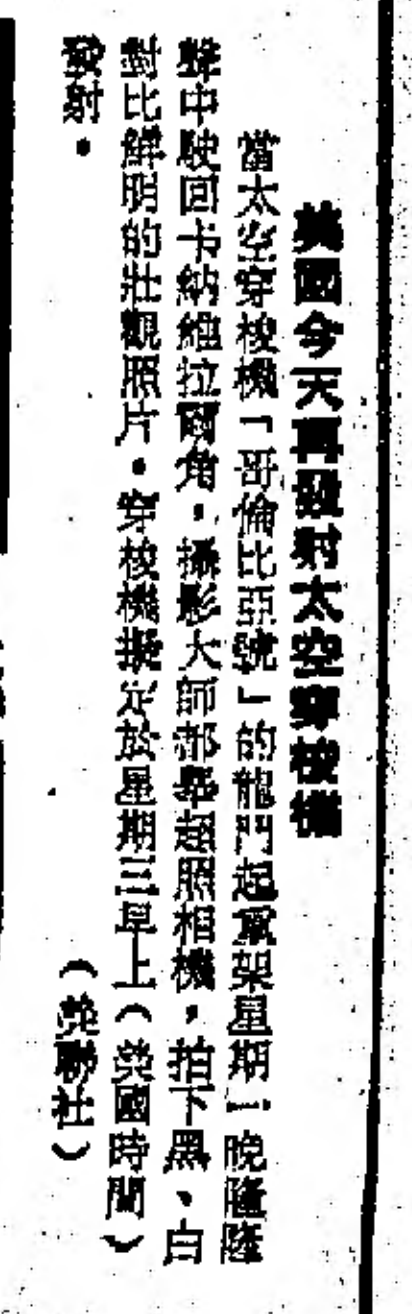 美國今天再發射太空穿梭機
當太空穿梭機「哥倫比亞號」的龍門起重架星期一晚隆隆
聲中駛回卡納維拉爾角，攝影大師都舉起照相機，拍下黑、白
對比鮮明的壯觀照片。穿梭機擬定於星期三早上（美國時間）
發射。
（美聯社）